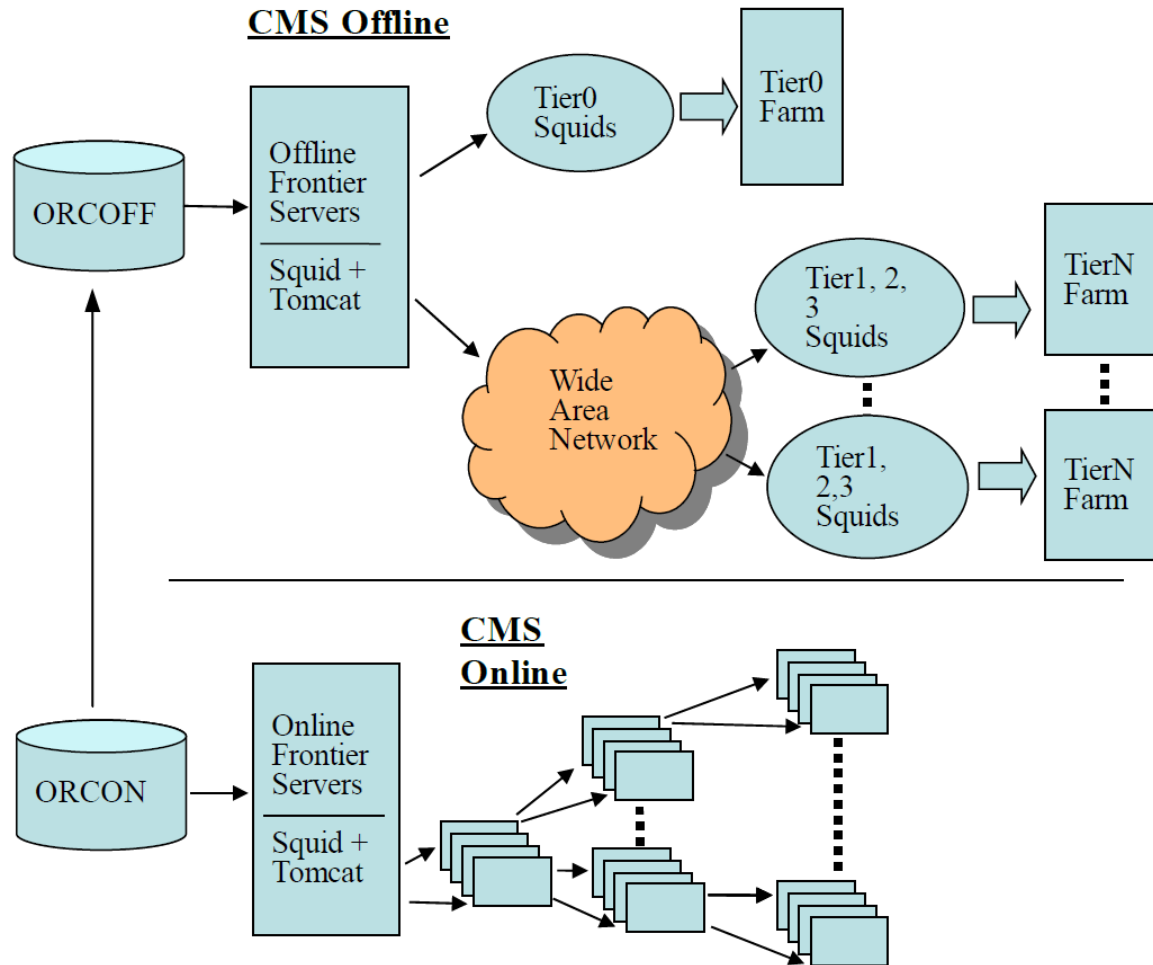 CMS Offline
Tier0
Squids
Tier0
Farm
ORCOFF
Offline
Frontier
Servers
Squid +
Tomcat
Wide
Area
Network
Tier1, 2,
3
Squids
TierN
Farm
Tier1,
2,3
Squids
TierN
Farm
CMS
Online
ORCON
Online
Frontier
Servers
Squid +
Tomcat